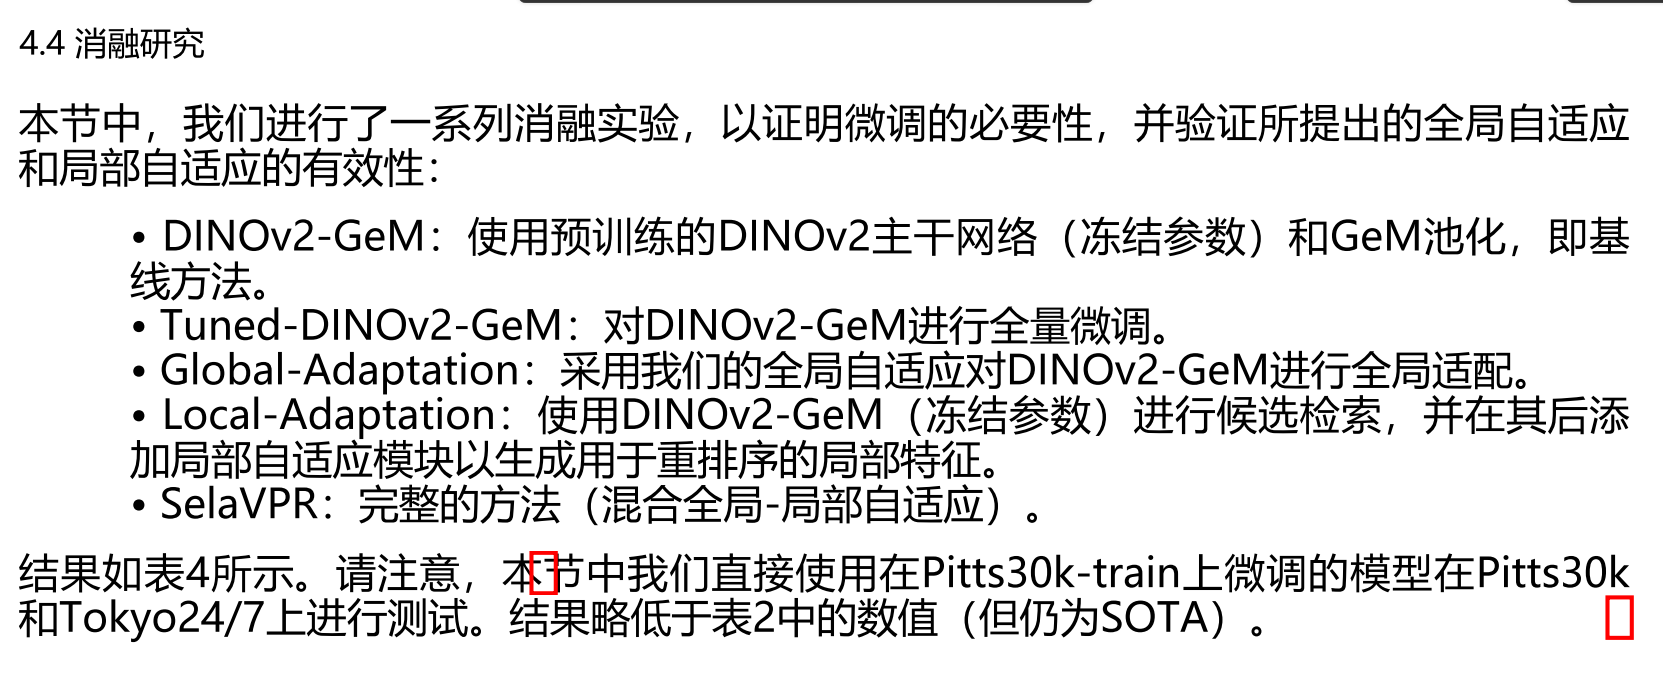 4.4 消融研究
本节中，我们进行了一系列消融实验，以证明微调的必要性，并验证所提出的全局自适应
和局部自适应的有效性：
• DINOv2-GeM：使用预训练的DINOv2主干网络（冻结参数）和GeM池化，即基
线方法。
• Tuned-DINOv2-GeM：对DINOv2-GeM进行全量微调。
• Global-Adaptation：采用我们的全局自适应对DINOv2-GeM进行全局适配。
• Local-Adaptation：使用DINOv2-GeM（冻结参数）进行候选检索，并在其后添
加局部自适应模块以生成用于重排序的局部特征。
• SelaVPR：完整的方法（混合全局-局部自适应）。
结果如表4所示。请注意，本节中我们直接使用在Pitts30k-train上微调的模型在Pitts30k
和Tokyo24/7上进行测试。结果略低于表2中的数值（但仍为SOTA）。